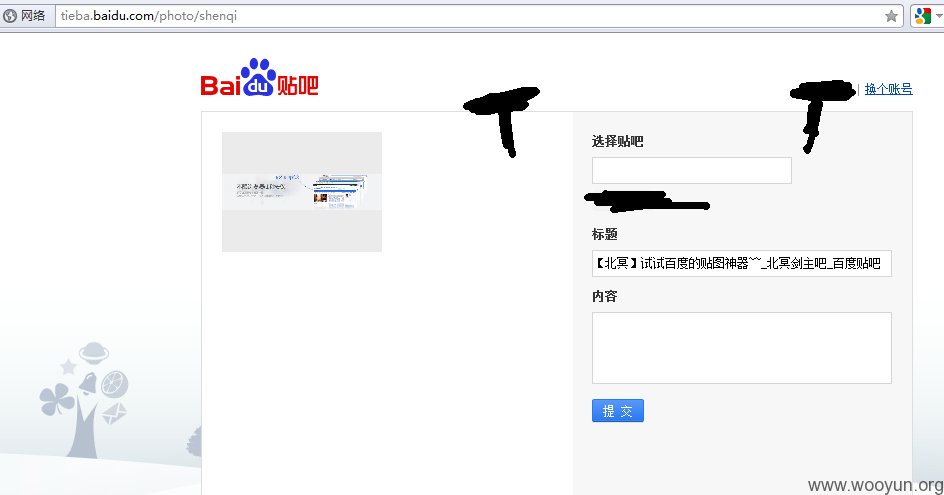 网络 tieba.baidu.com/photo/shenqi
Bai du 贴吧
换个账号
选择贴吧
标题
【北冥】试试百度的贴图神器~~_北冥剑主吧_百度贴吧
内容
提 交
www.wooyun.org